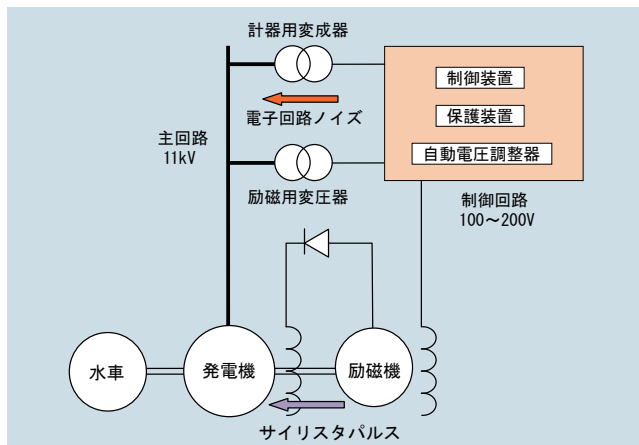 計器用変成器
制御装置
電子回路ノイズ
保護装置
主回路
11kV
自動電圧調整器
励磁用変圧器
制御回路
100～200V
水車
発電機
励磁機
サイリスタパルス